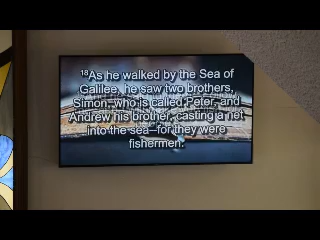 ¹⁸As he walked by the Sea of
Galilee, he saw two brothers,
Simon, who is called Peter, and
Andrew his brother, casting a net
into the sea—for they were
fishermen.